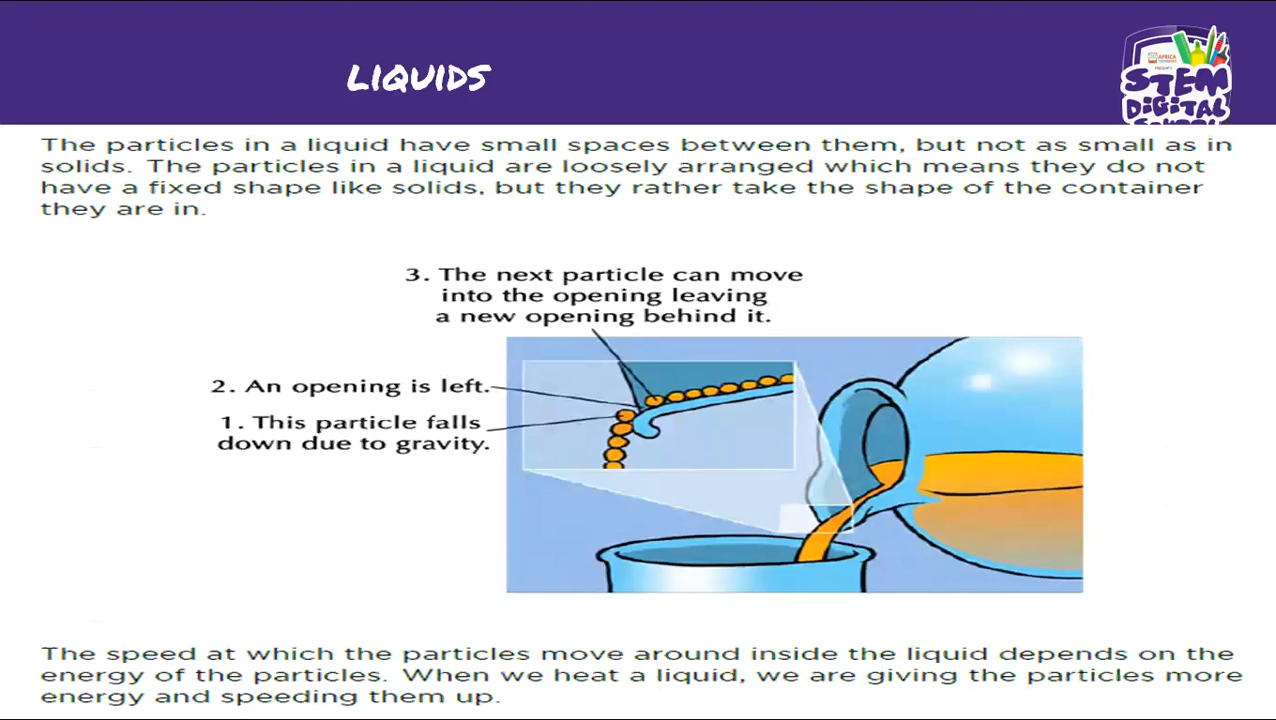 LIQUIDS
AFRICA
STEM
DIGITAL
The particles in a liquid have small spaces between them, but not as small as in
solids. The particles in a liquid are loosely arranged which means they do not
have a fixed shape like solids, but they rather take the shape of the container
they are in.
3. The next particle can move
into the opening leaving
a new opening behind it.
2. An opening is left.
1. This particle falls
down due to gravity.
The speed at which the particles move around inside the liquid depends on the
energy of the particles. When we heat a liquid, we are giving the particles more
energy and speeding them up.